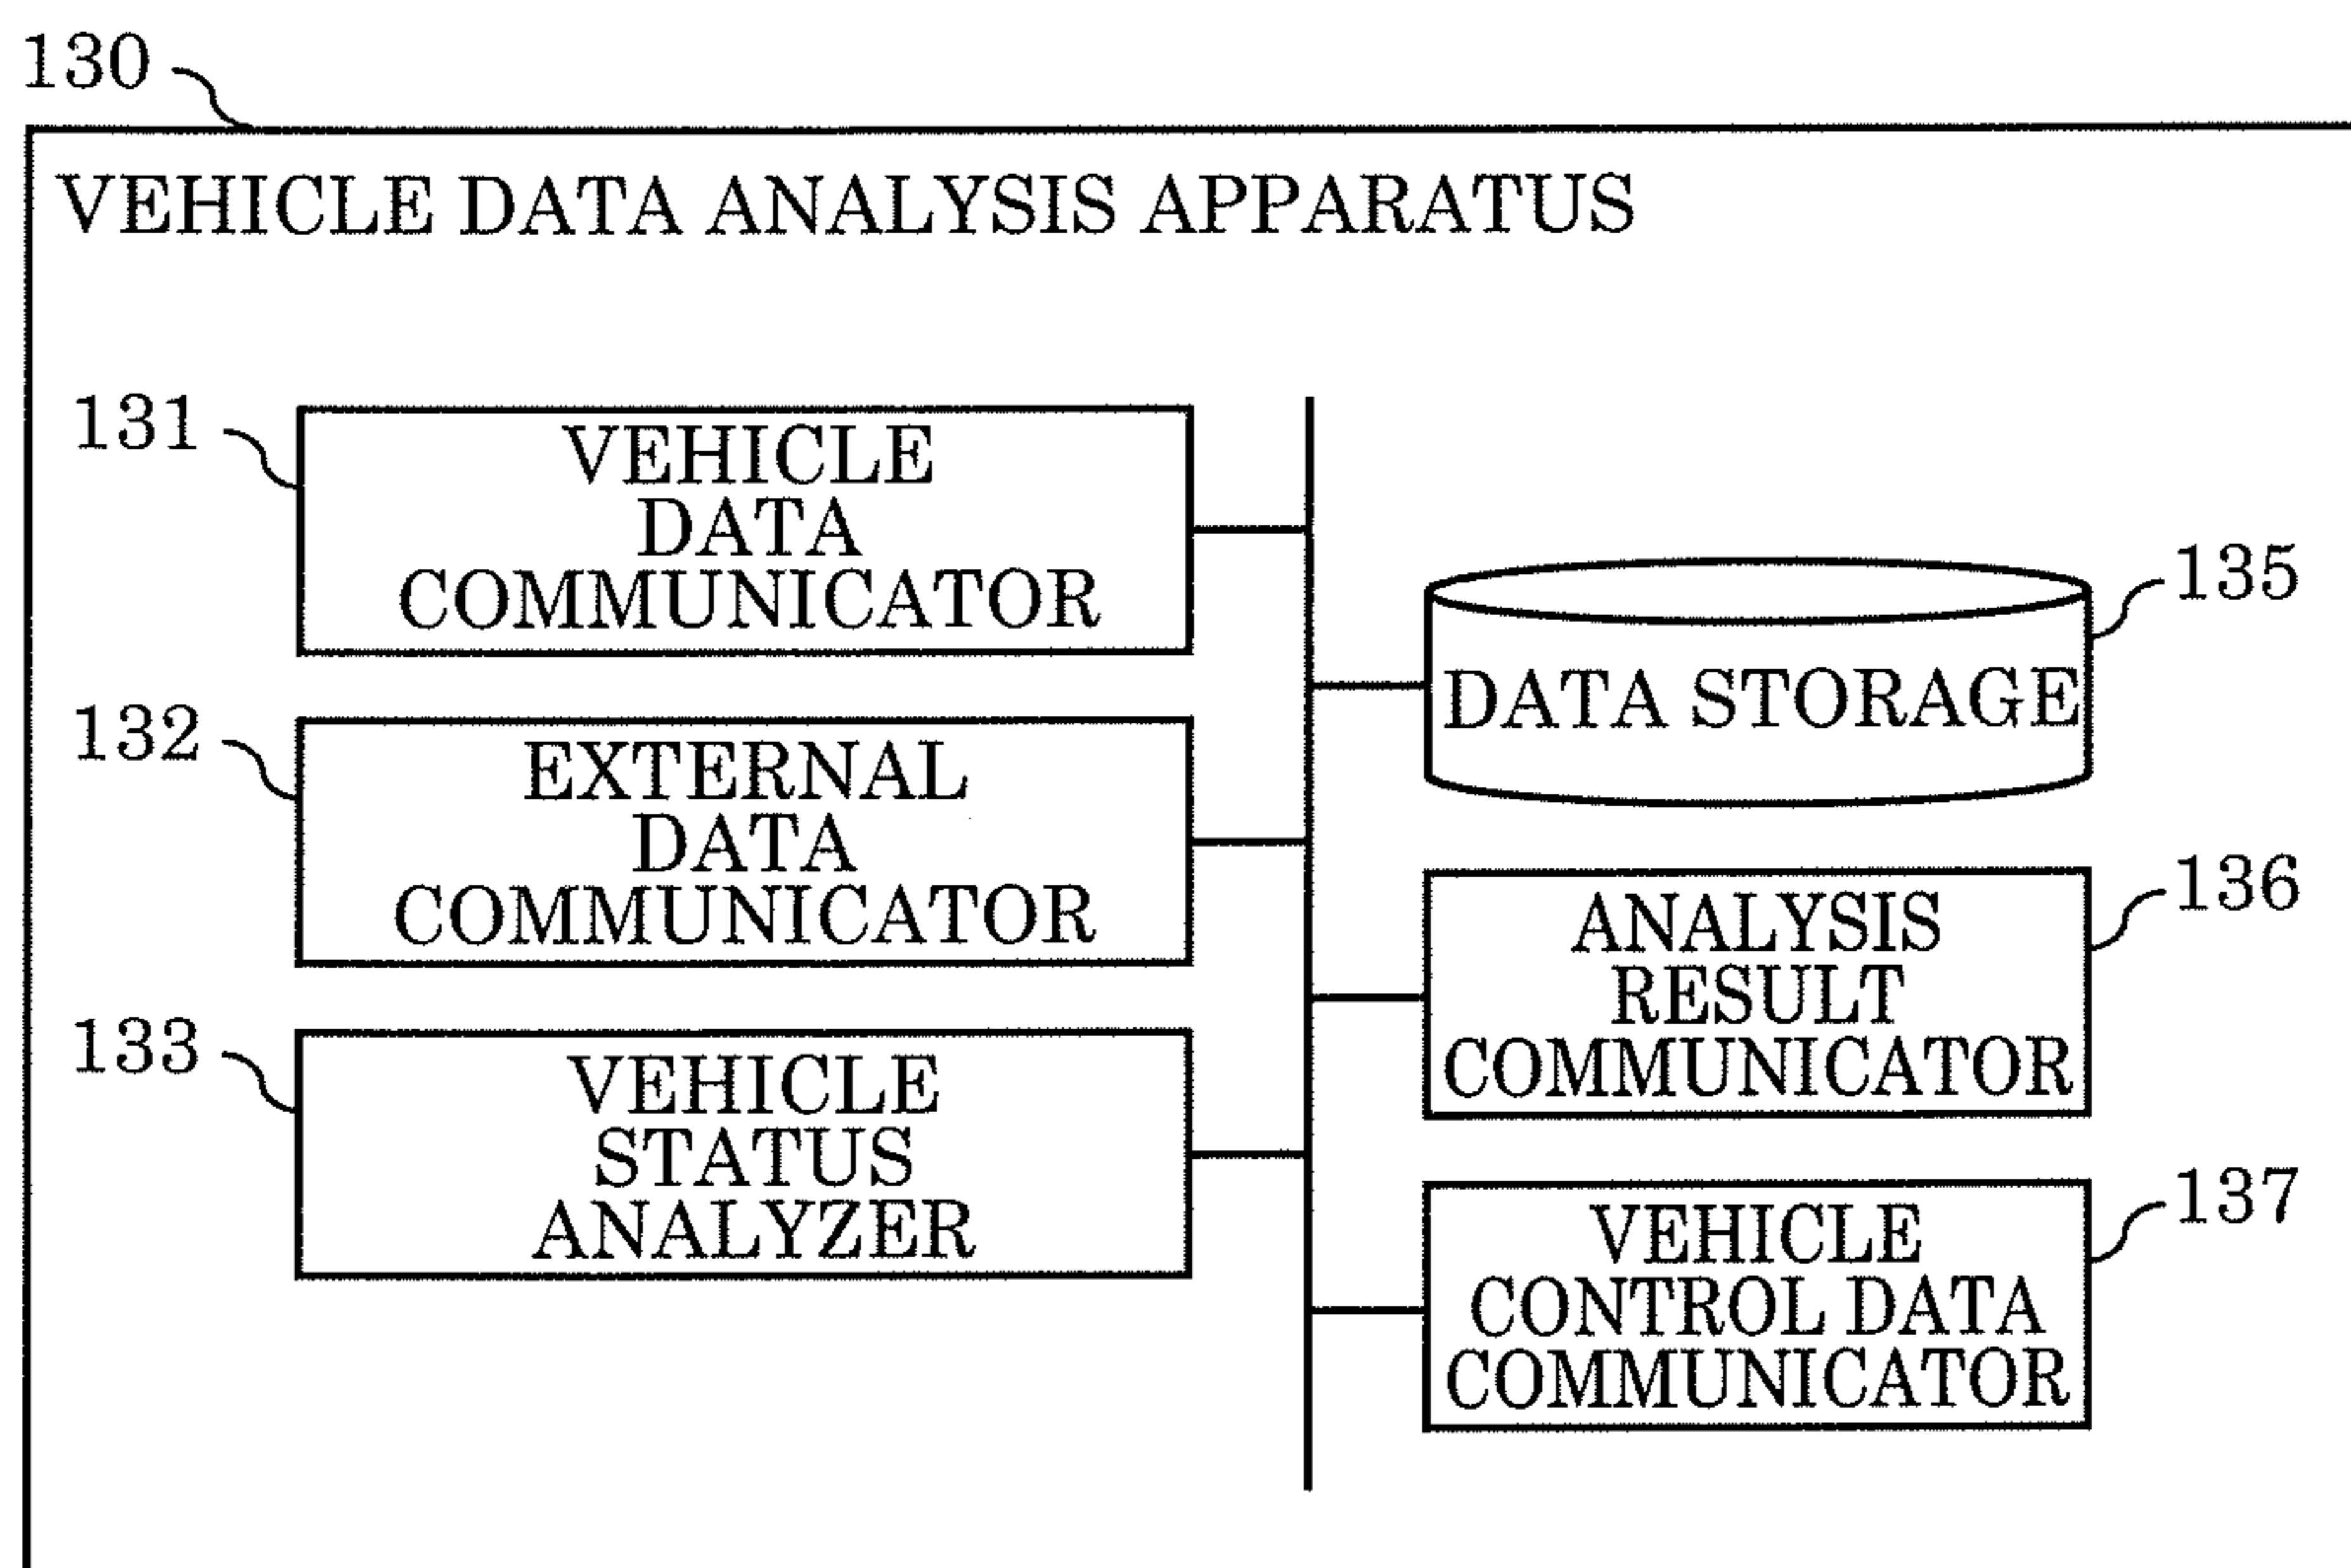 130
VEHICLE DATA ANALYSIS APPARATUS
131
VEHICLE
DATA
COMMUNICATOR
132
EXTERNAL
DATA
COMMUNICATOR
133
VEHICLE
STATUS
ANALYZER
135
DATA STORAGE
136
ANALYSIS
RESULT
COMMUNICATOR
137
VEHICLE
CONTROL DATA
COMMUNICATOR